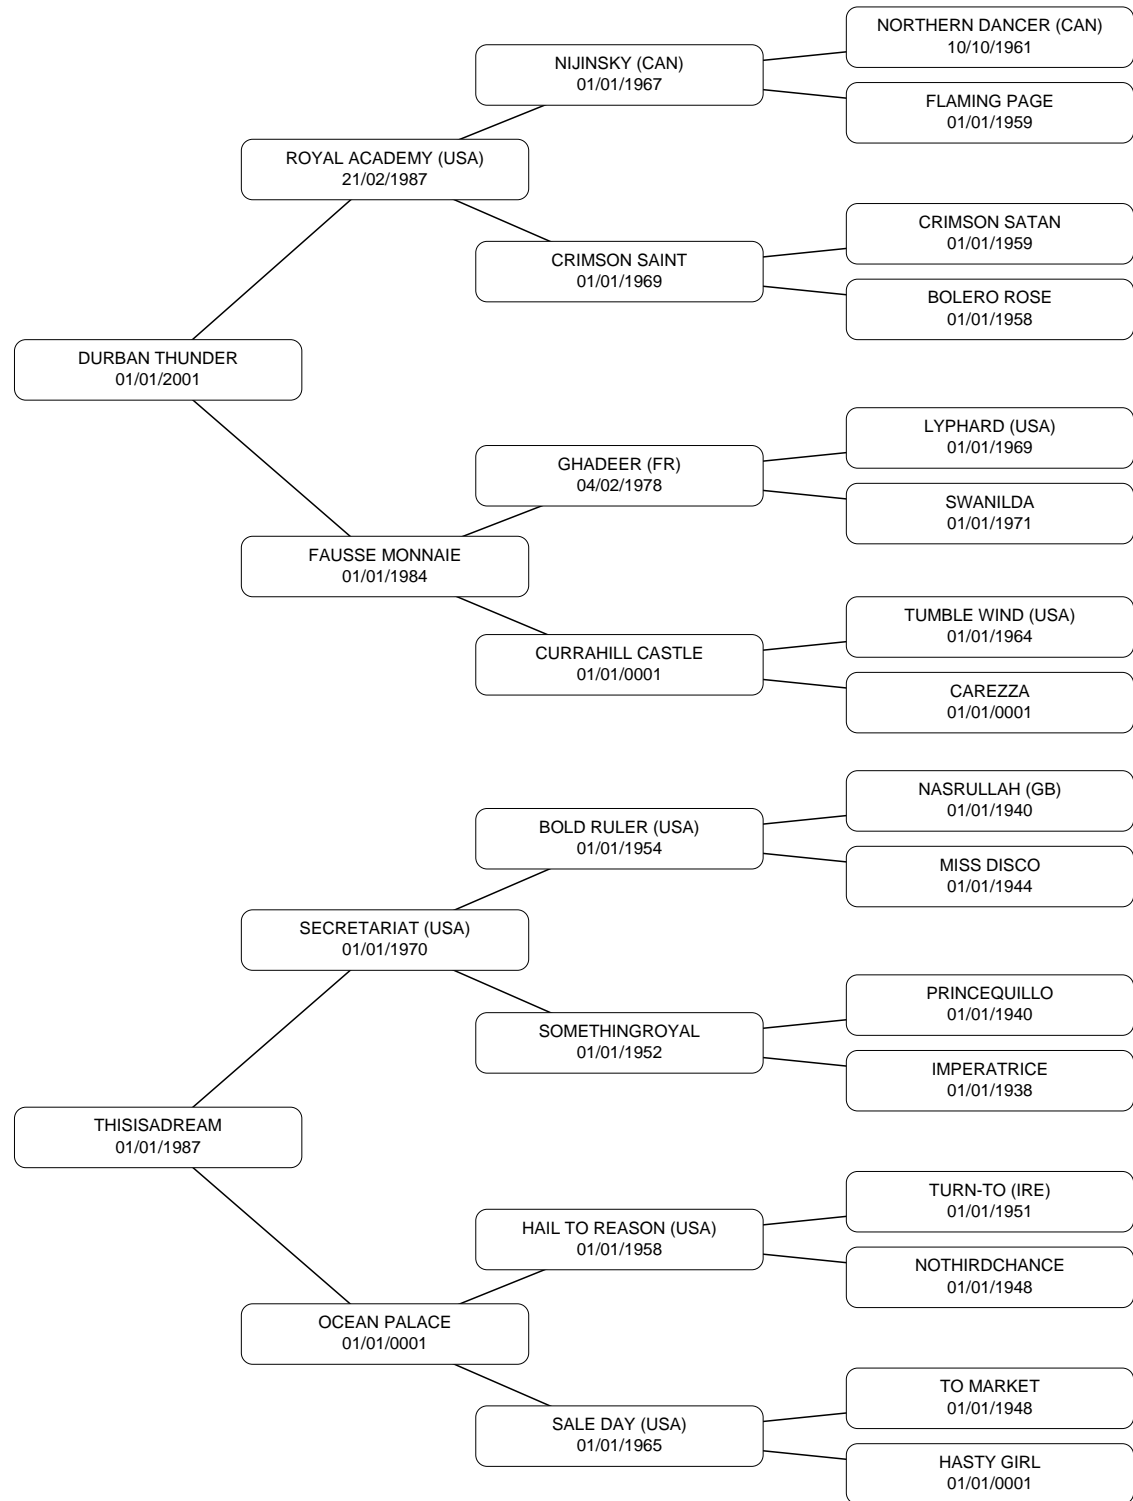 NORTHERN DANCER (CAN)
10/10/1961
NIJINSKY (CAN)
01/01/1967
FLAMING PAGE
01/01/1959
ROYAL ACADEMY (USA)
21/02/1987
CRIMSON SATAN
01/01/1959
CRIMSON SAINT
01/01/1969
BOLERO ROSE
01/01/1958
DURBAN THUNDER
01/01/2001
LYPHARD (USA)
01/01/1969
GHADEER (FR)
04/02/1978
SWANILDA
01/01/1971
FAUSSE MONNAIE
01/01/1984
TUMBLE WIND (USA)
01/01/1964
CURRAHILL CASTLE
01/01/0001
CAREZZA
01/01/0001
NASRULLAH (GB)
01/01/1940
BOLD RULER (USA)
01/01/1954
MISS DISCO
01/01/1944
SECRETARIAT (USA)
01/01/1970
PRINCEQUILLO
01/01/1940
SOMETHINGROYAL
01/01/1952
IMPERATRICE
01/01/1938
THISISADREAM
01/01/1987
TURN-TO (IRE)
01/01/1951
HAIL TO REASON (USA)
01/01/1958
NOTHIRDCHANCE
01/01/1948
OCEAN PALACE
01/01/0001
TO MARKET
01/01/1948
SALE DAY (USA)
01/01/1965
HASTY GIRL
01/01/0001